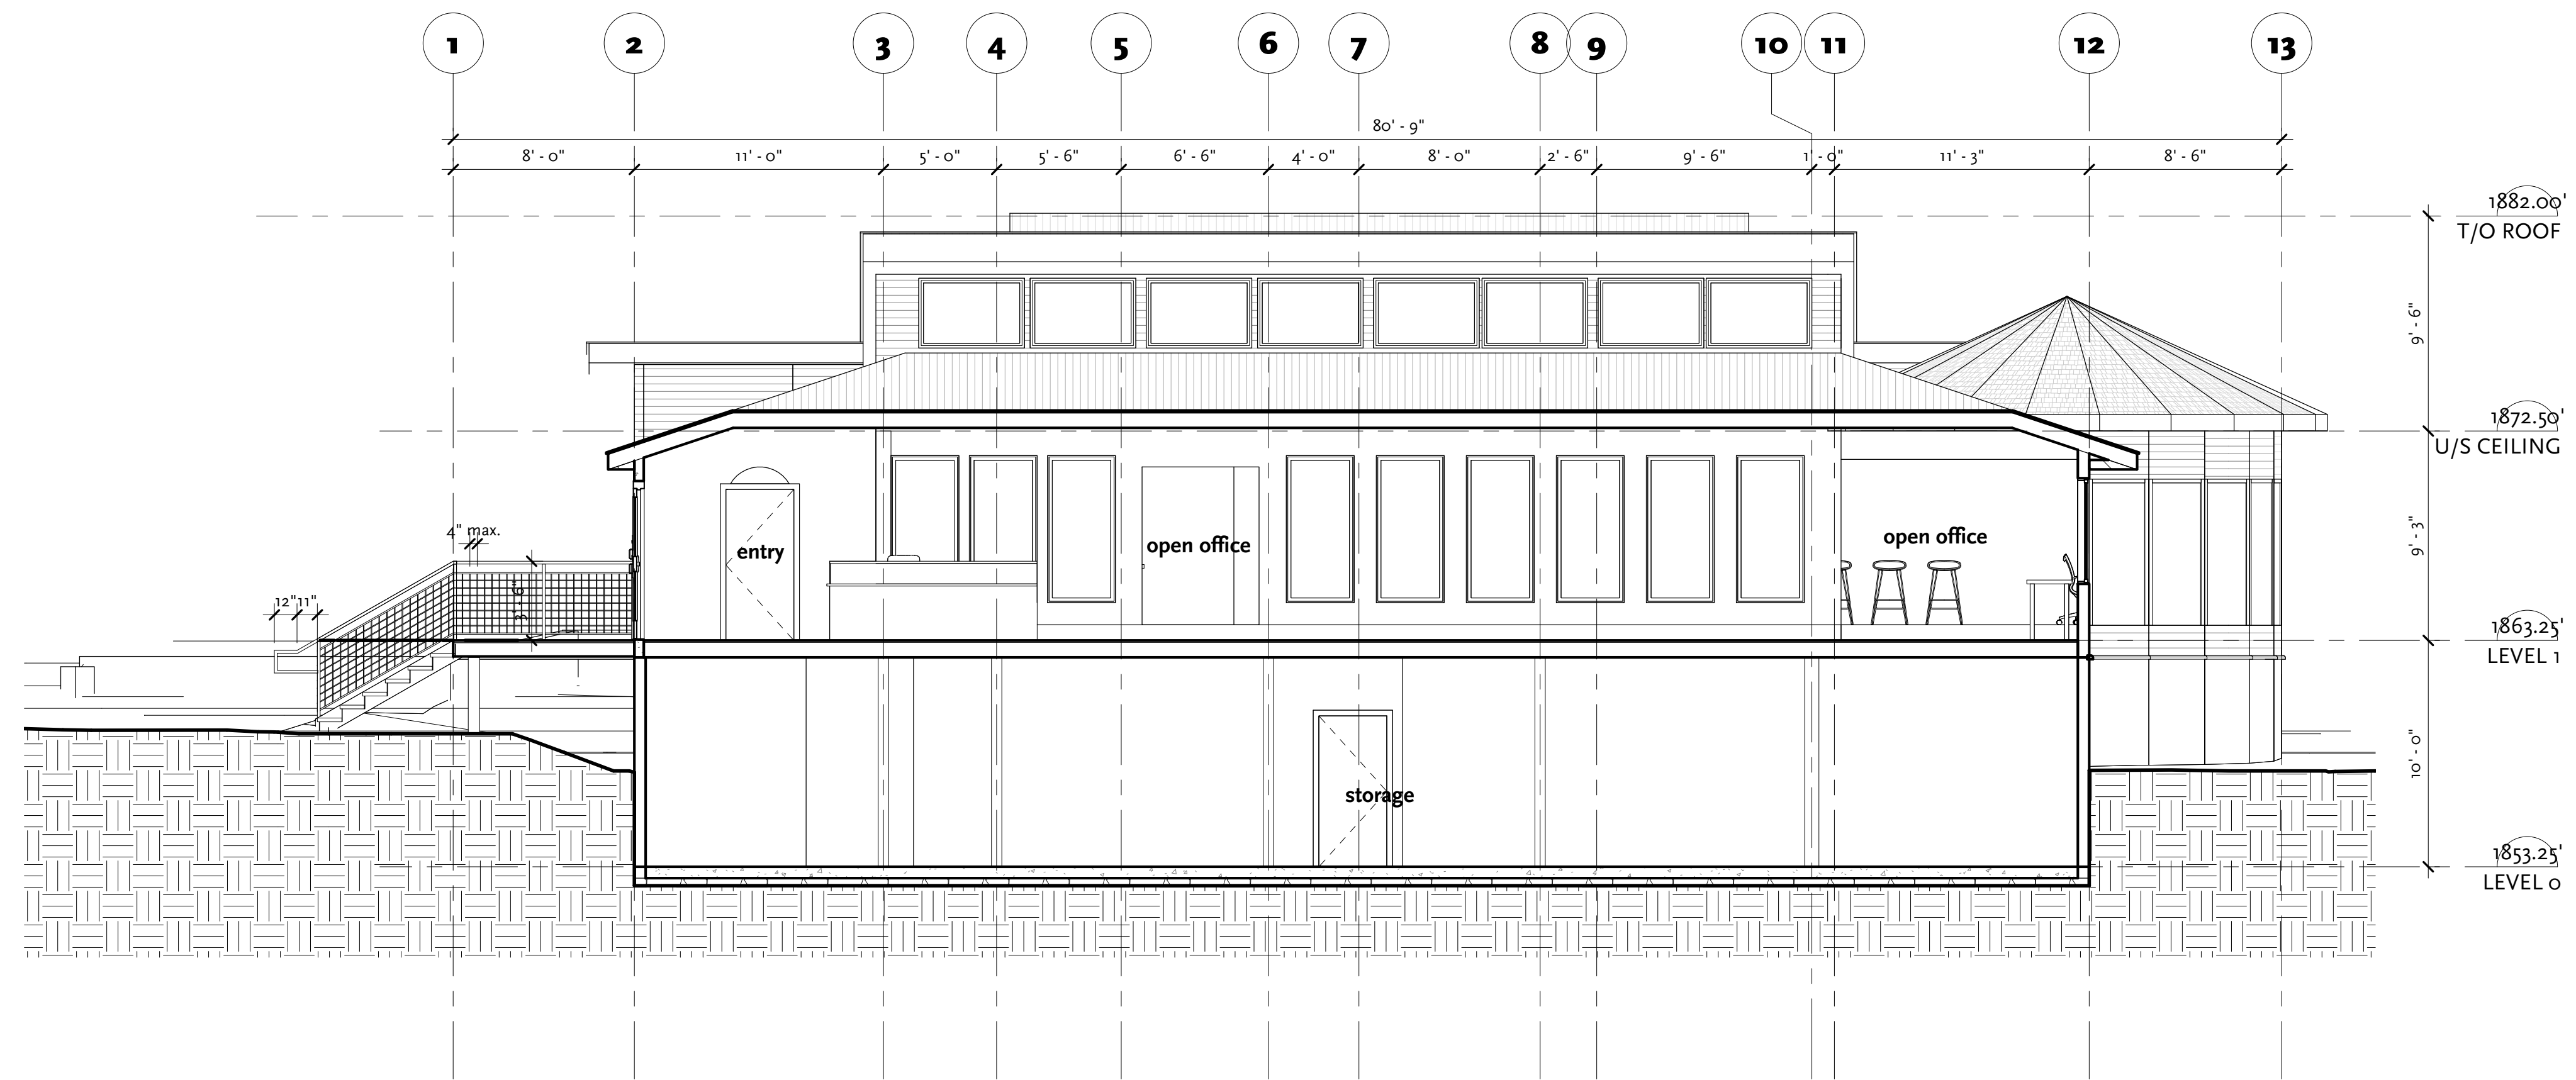 1 2 3 4 5 6 7 8 9 10 11 12 13
80' - 9"
8' - 0" 11' - 0" 5' - 0" 5' - 6" 6' - 6" 4' - 0" 8' - 0" 2' - 6" 9' - 6" 1' - 0" 11' - 3" 8' - 6"
1882.00'
T/O ROOF
9' - 6"
1872.50'
U/S CEILING
9' - 3"
4" max.
entry
open office
open office
12" 11"
3' - 6"
1863.25'
LEVEL 1
10' - 0"
storage
1853.25'
LEVEL 0